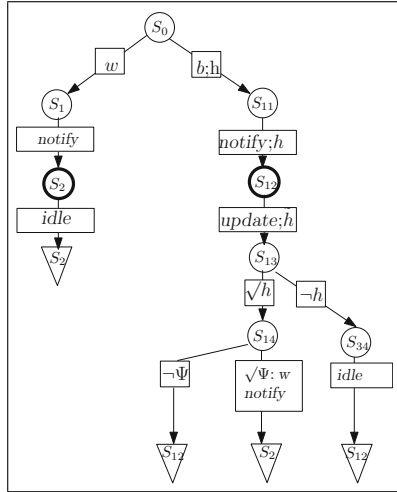 S₀
w
b;h
S₁
S₁₁
notify
notify;h
S₂
S₁₂
idle
update;h̃
S₂
S₁₃
√h
¬h
S₁₄
S₃₄
¬Ψ
√Ψ: w
notify
idle
S₁₂
S₂
S₁₂